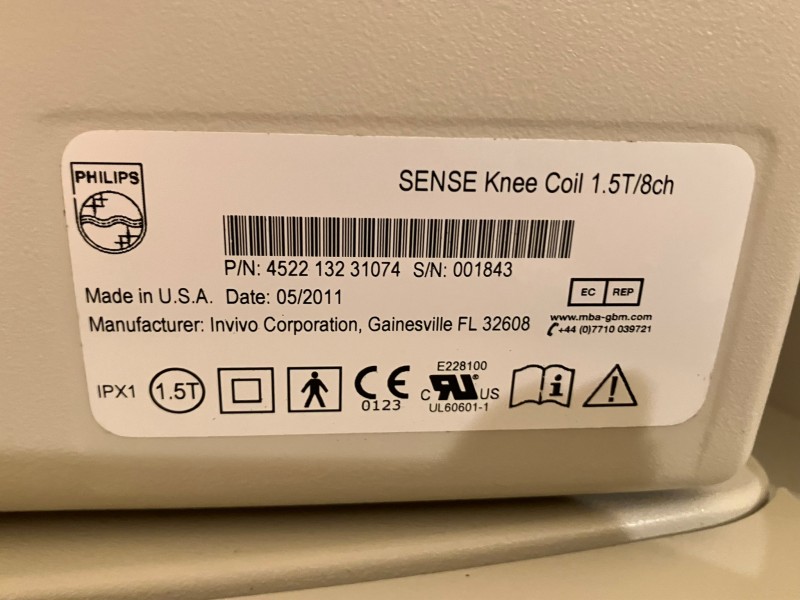 PHILIPS
SENSE Knee Coil 1.5T/8ch
P/N: 4522 132 31074 S/N: 001843
Made in U.S.A. Date: 05/2011
Manufacturer: Invivo Corporation, Gainesville FL 32608
EC REP
www.mba-gbm.com
+44 (0)7710 039721
IPX1
1.5T
CE
0123
E228100
c UR US
UL60601-1
i
!